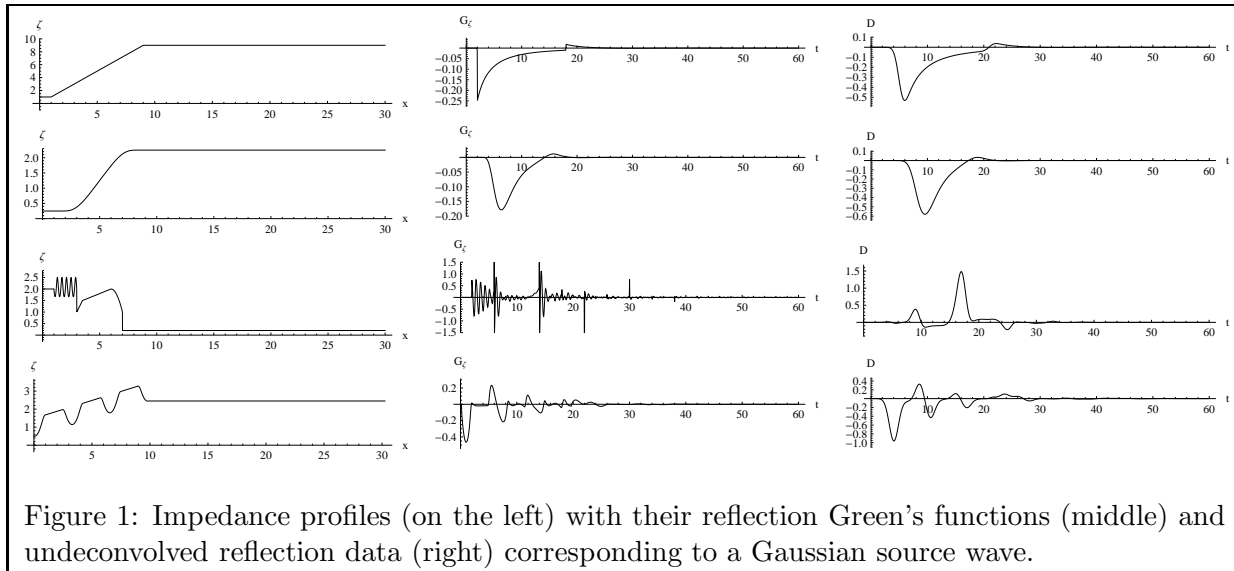 ζ
10
8
6
4
2
5 10 15 20 25 30 x
G_ζ
10 20 30 40 50 60 t
−0.05
−0.10
−0.15
−0.20
−0.25
D
0.1
10 20 30 40 50 60 t
−0.1
−0.2
−0.3
−0.4
−0.5
ζ
2.0
1.5
1.0
0.5
5 10 15 20 25 30 x
G_ζ
10 20 30 40 50 60 t
−0.05
−0.10
−0.15
−0.20
D
0.1
10 20 30 40 50 60 t
−0.1
−0.2
−0.3
−0.4
−0.5
−0.6
ζ
2.5
2.0
1.5
1.0
0.5
5 10 15 20 25 30 x
G_ζ
1.5
1.0
0.5
10 20 30 40 50 60 t
−0.5
−1.0
−1.5
D
1.5
1.0
0.5
10 20 30 40 50 60 t
ζ
3
2
1
5 10 15 20 25 30 x
G_ζ
0.2
10 20 30 40 50 60 t
−0.2
−0.4
D
0.4
0.2
10 20 30 40 50 60 t
−0.2
−0.4
−0.6
−0.8
−1.0
Figure 1: Impedance profiles (on the left) with their reflection Green's functions (middle) and
undeconvolved reflection data (right) corresponding to a Gaussian source wave.